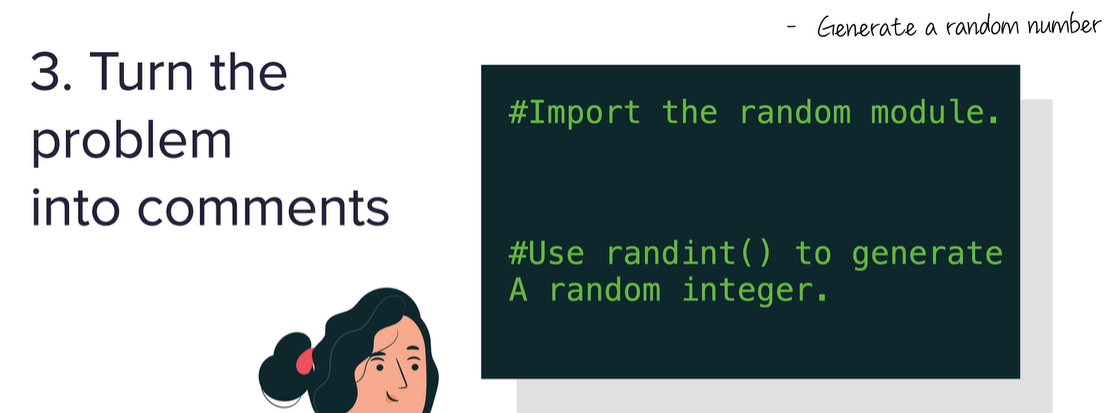 - Generate a random number
3. Turn the
problem
into comments
#Import the random module.
#Use randint() to generate
A random integer.